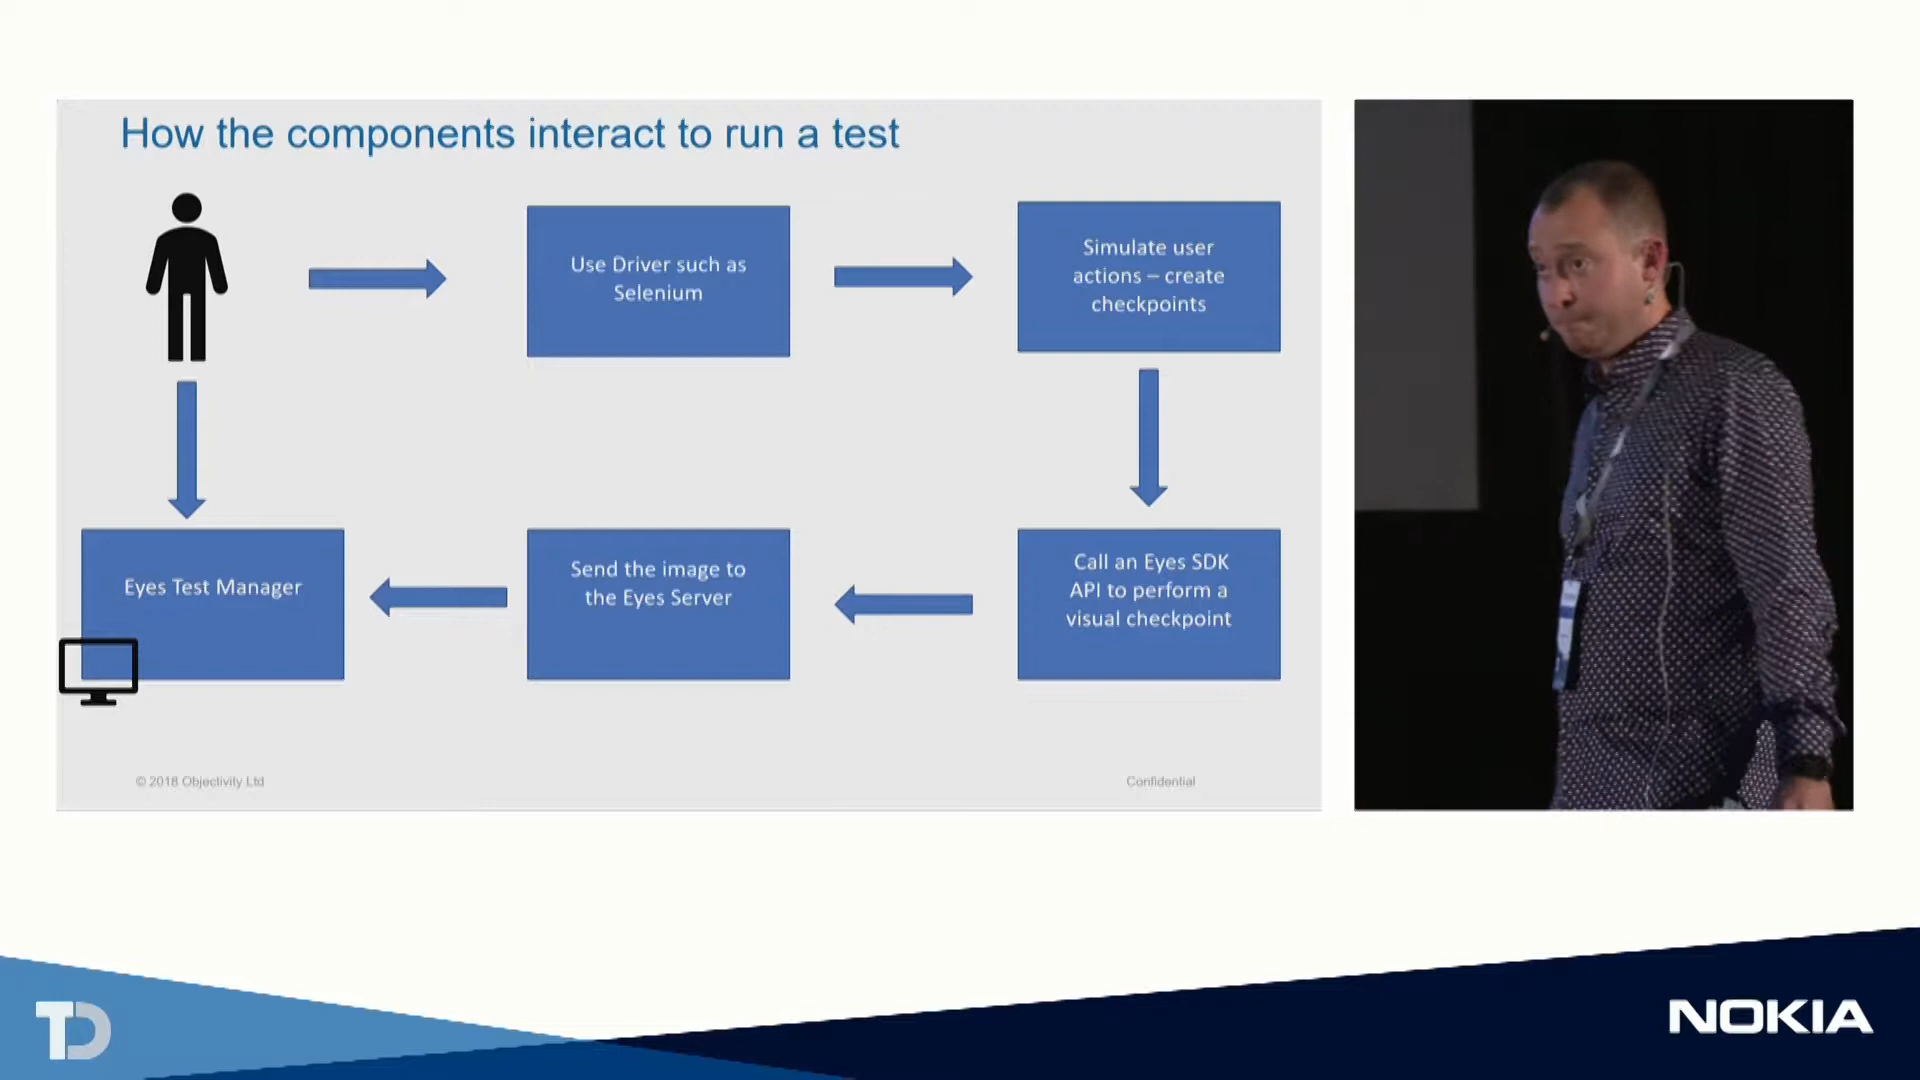 How the components interact to run a test
Use Driver such as
Selenium
Simulate user
actions – create
checkpoints
Eyes Test Manager
Send the image to
the Eyes Server
Call an Eyes SDK
API to perform a
visual checkpoint
© 2018 Objectivity Ltd
Confidential
TD
NOKIA